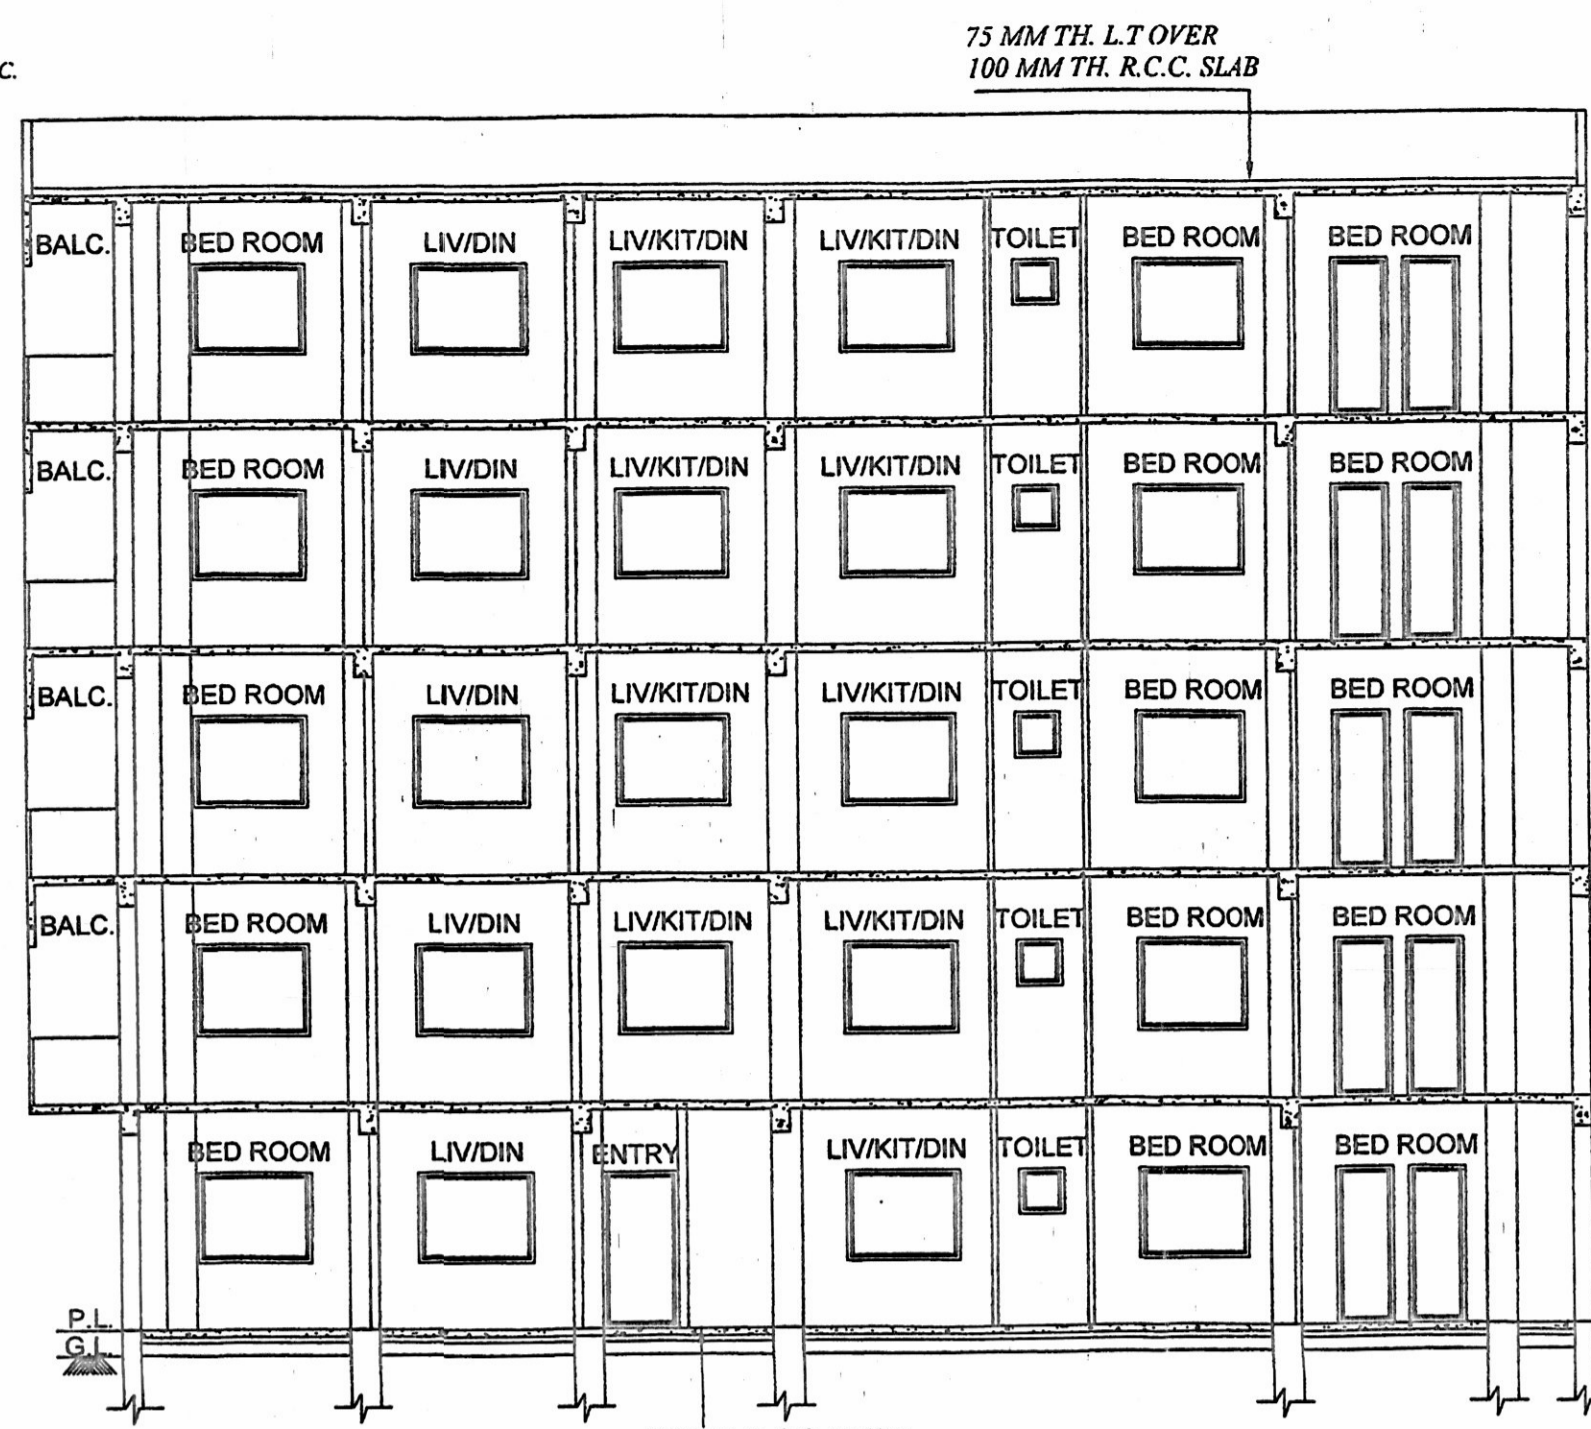 75 MM TH. L.T OVER
C.
100 MM TH. R.C.C. SLAB
BALC. BED ROOM LIV/DIN LIV/KIT/DIN LIV/KIT/DIN TOILET BED ROOM BED ROOM
BALC. BED ROOM LIV/DIN LIV/KIT/DIN LIV/KIT/DIN TOILET BED ROOM BED ROOM
BALC. BED ROOM LIV/DIN LIV/KIT/DIN LIV/KIT/DIN TOILET BED ROOM BED ROOM
BALC. BED ROOM LIV/DIN LIV/KIT/DIN LIV/KIT/DIN TOILET BED ROOM BED ROOM
BED ROOM LIV/DIN ENTRY LIV/KIT/DIN TOILET BED ROOM BED ROOM
P.L.
G.L.